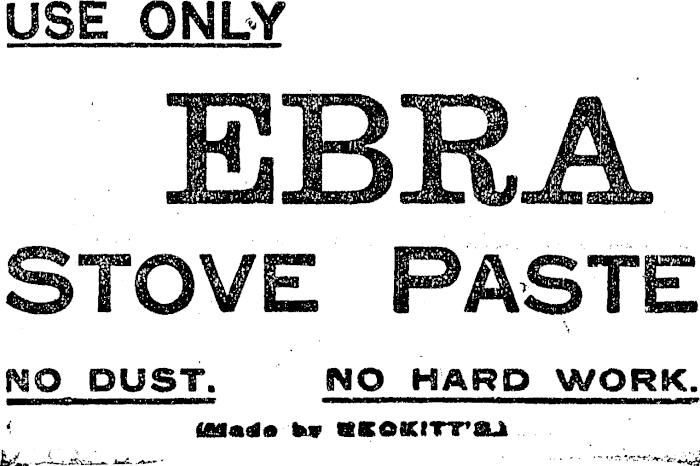 USE ONLY
EBRA
STOVE PASTE
NO DUST. NO HARD WORK.
(Made by RECKITT'S.)